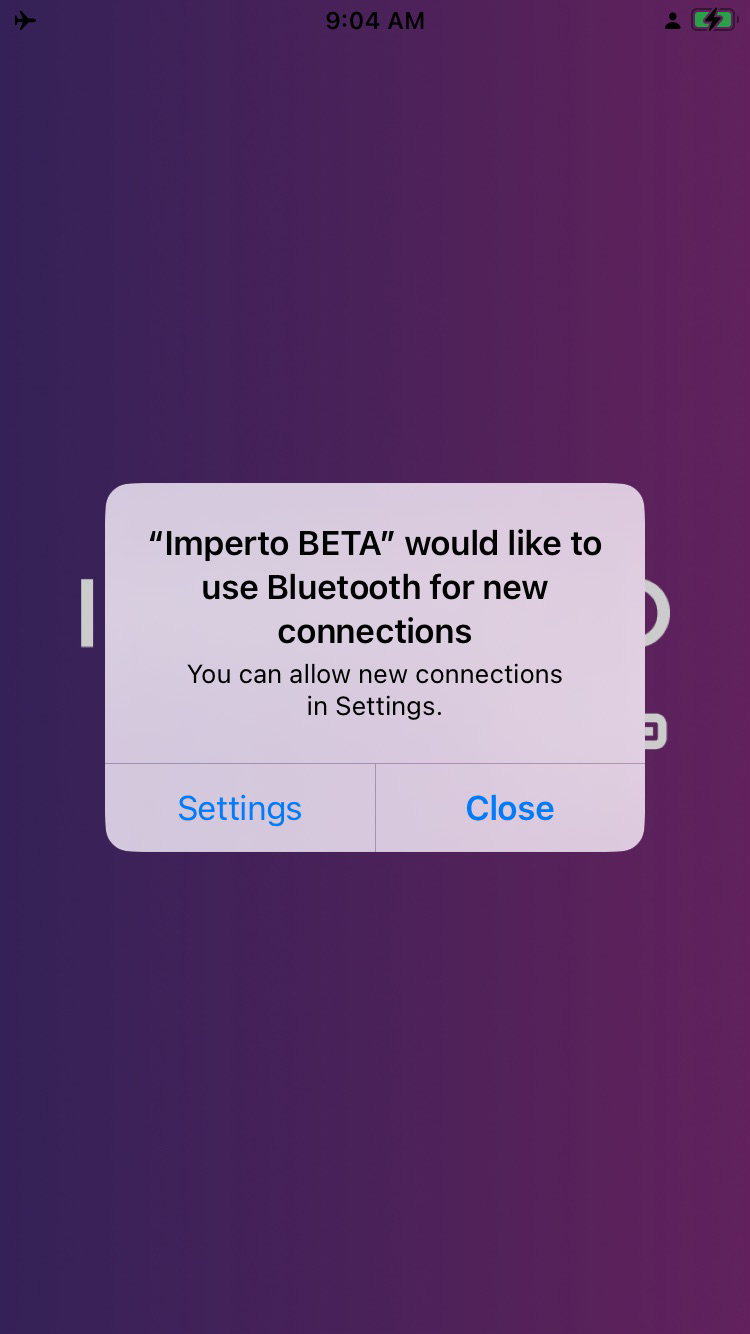 9:04 AM
“Imperto BETA” would like to
use Bluetooth for new
connections
You can allow new connections
in Settings.
Settings
Close